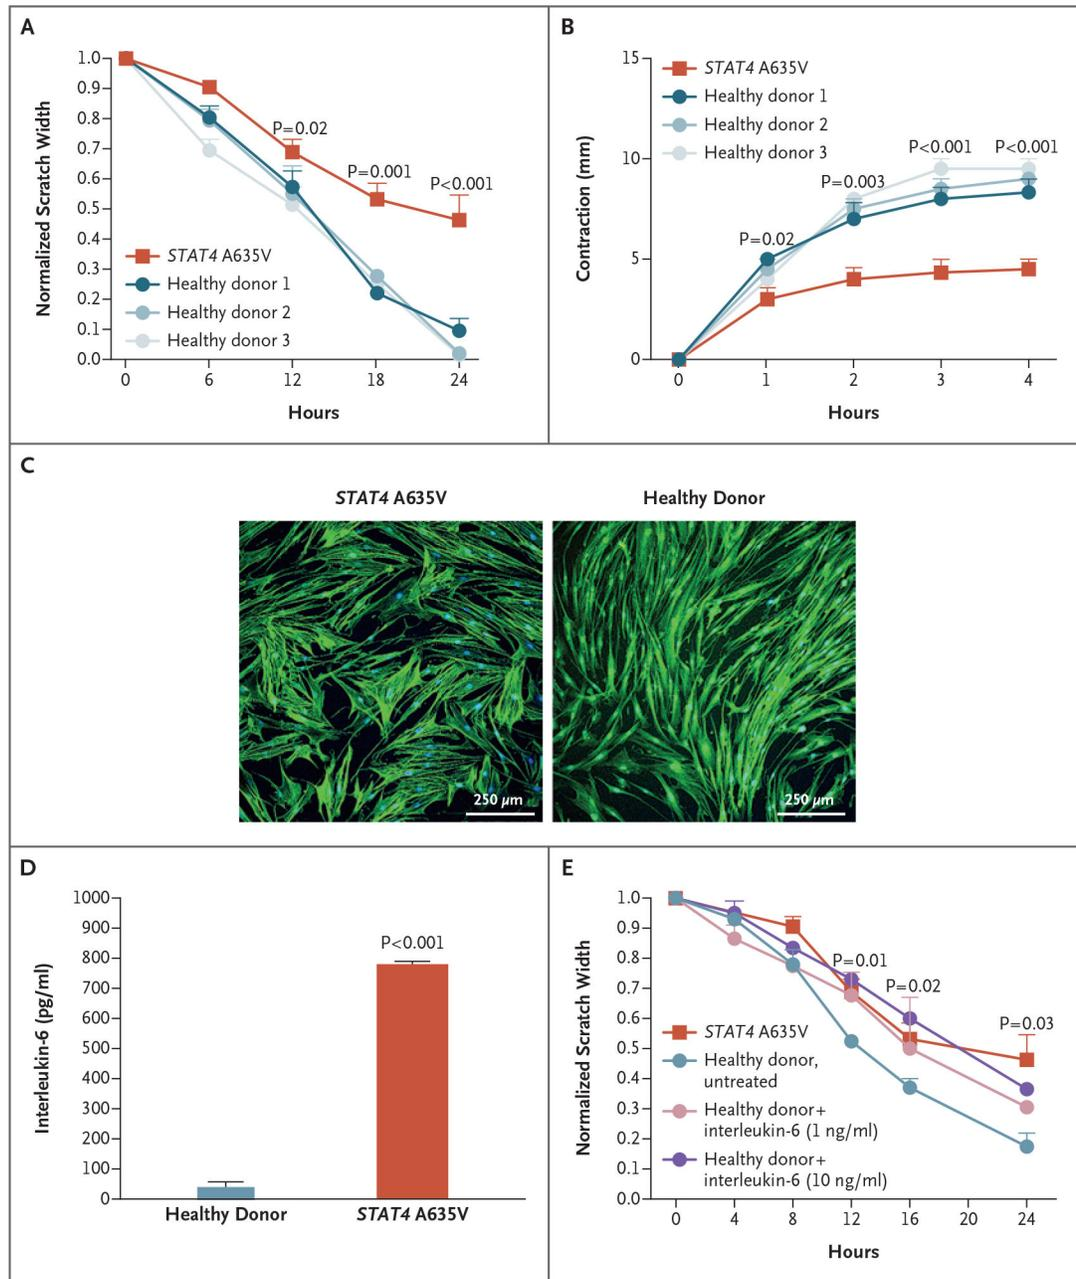 A
Normalized Scratch Width
1.0
0.9
0.8
0.7
0.6
0.5
0.4
0.3
0.2
0.1
0.0
P=0.02
P=0.001
P<0.001
STAT4 A635V
Healthy donor 1
Healthy donor 2
Healthy donor 3
0 6 12 18 24
Hours
B
Contraction (mm)
15
10
5
0
STAT4 A635V
Healthy donor 1
Healthy donor 2
Healthy donor 3
P=0.02
P=0.003
P<0.001
P<0.001
0 1 2 3 4
Hours
C
STAT4 A635V
Healthy Donor
250 µm
250 µm
D
Interleukin-6 (pg/ml)
1000
900
800
700
600
500
400
300
200
100
0
P<0.001
Healthy Donor
STAT4 A635V
E
Normalized Scratch Width
1.0
0.9
0.8
0.7
0.6
0.5
0.4
0.3
0.2
0.1
0.0
P=0.01
P=0.02
P=0.03
STAT4 A635V
Healthy donor,
untreated
Healthy donor+
interleukin-6 (1 ng/ml)
Healthy donor+
interleukin-6 (10 ng/ml)
0 4 8 12 16 20 24
Hours